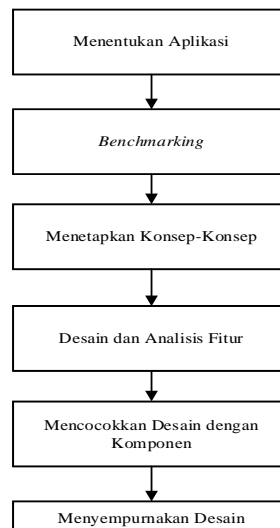 Menentukan Aplikasi
Benchmarking
Menetapkan Konsep-Konsep
Desain dan Analisis Fitur
Mencocokkan Desain dengan
Komponen
Menyempurnakan Desain